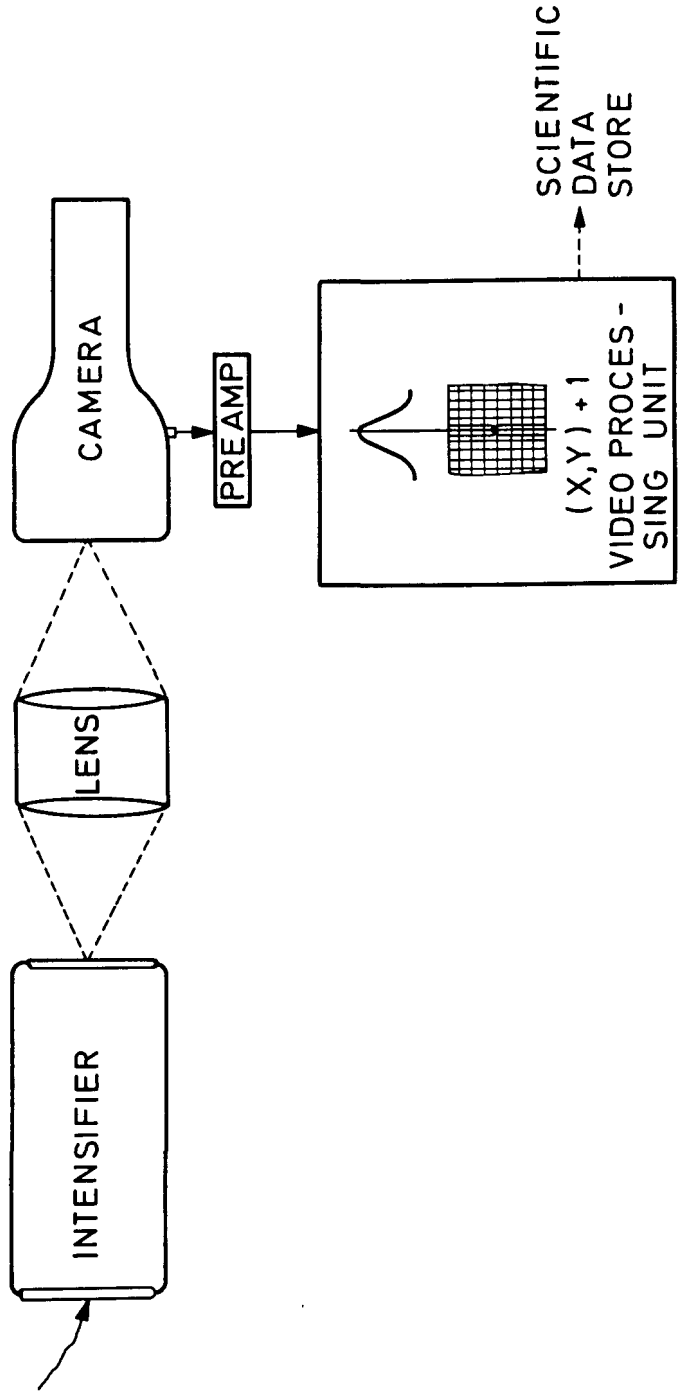 INTENSIFIER
LENS
CAMERA
PRE AMP
(X,Y) + 1
VIDEO PROCES-
SING UNIT
SCIENTIFIC
DATA
STORE